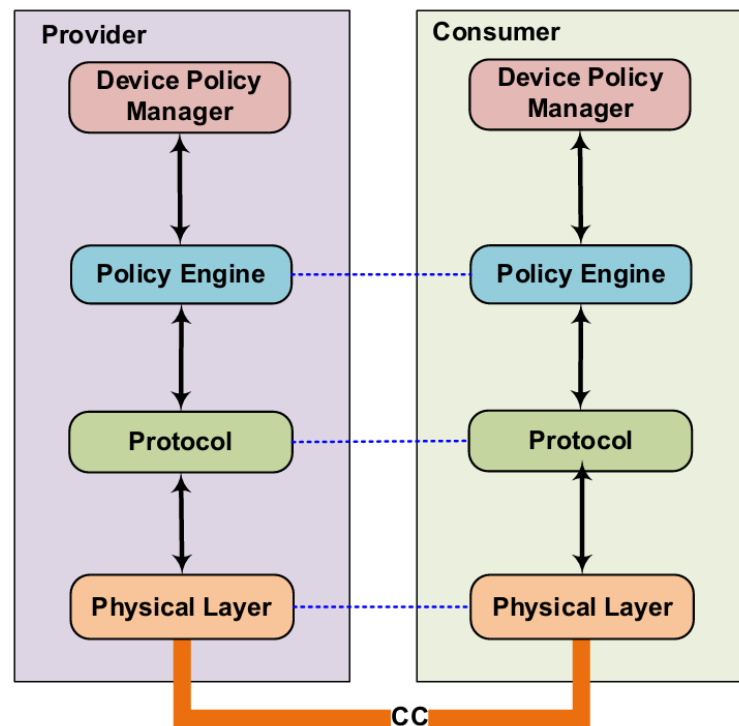 Provider
Device Policy
Manager
Policy Engine
Protocol
Physical Layer
Consumer
Device Policy
Manager
Policy Engine
Protocol
Physical Layer
CC